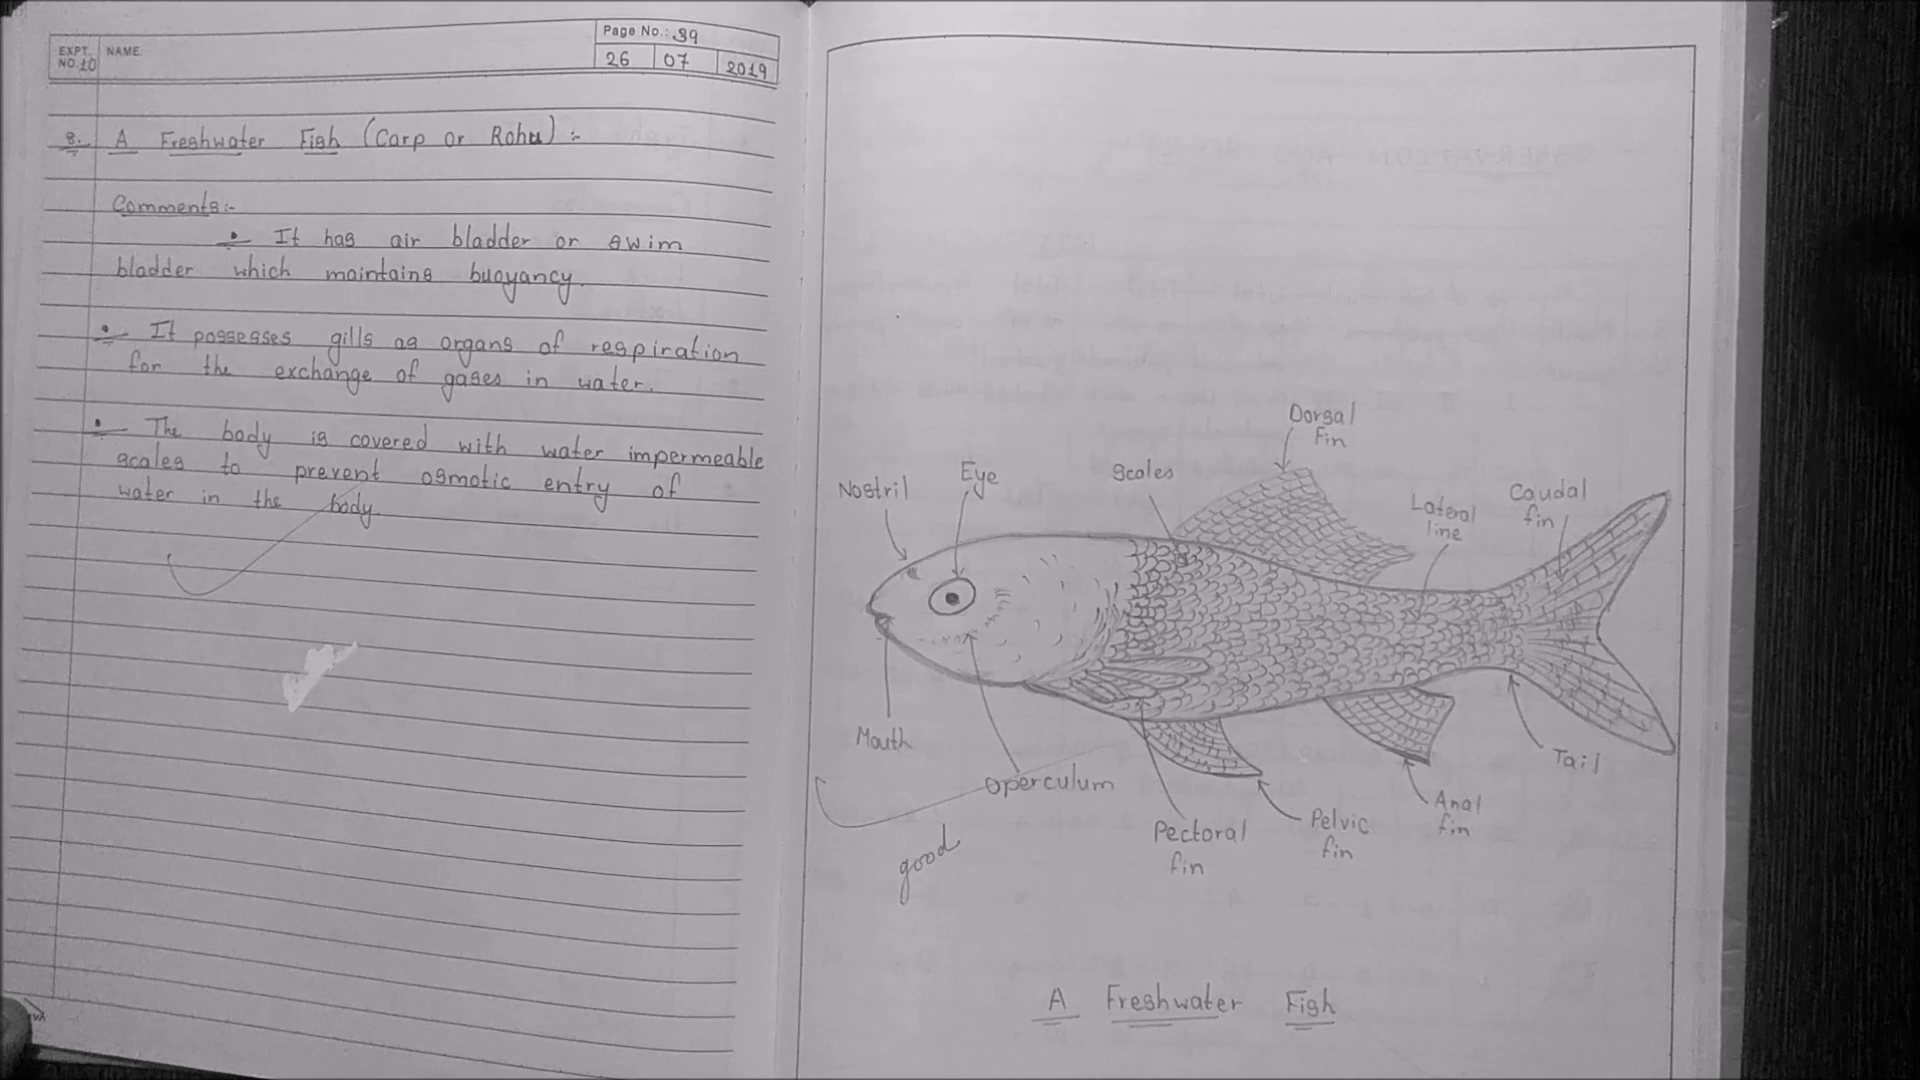 EXPT. NO. 10 NAME:
Page No.: 39
26 07 2019
8. A Freshwater Fish (Carp or Rohu) :-
Comments:-
• It has air bladder or swim
bladder which maintains buoyancy.
• It possesses gills as organs of respiration
for the exchange of gases in water.
• The body is covered with water impermeable
scales to prevent osmotic entry of
water in the body.
Dorsal
fin
Nostril
Eye
Scales
Lateral
line
Caudal
fin
Mouth
operculum
Pectoral
fin
Pelvic
fin
Anal
fin
Tail
good
A Freshwater Fish